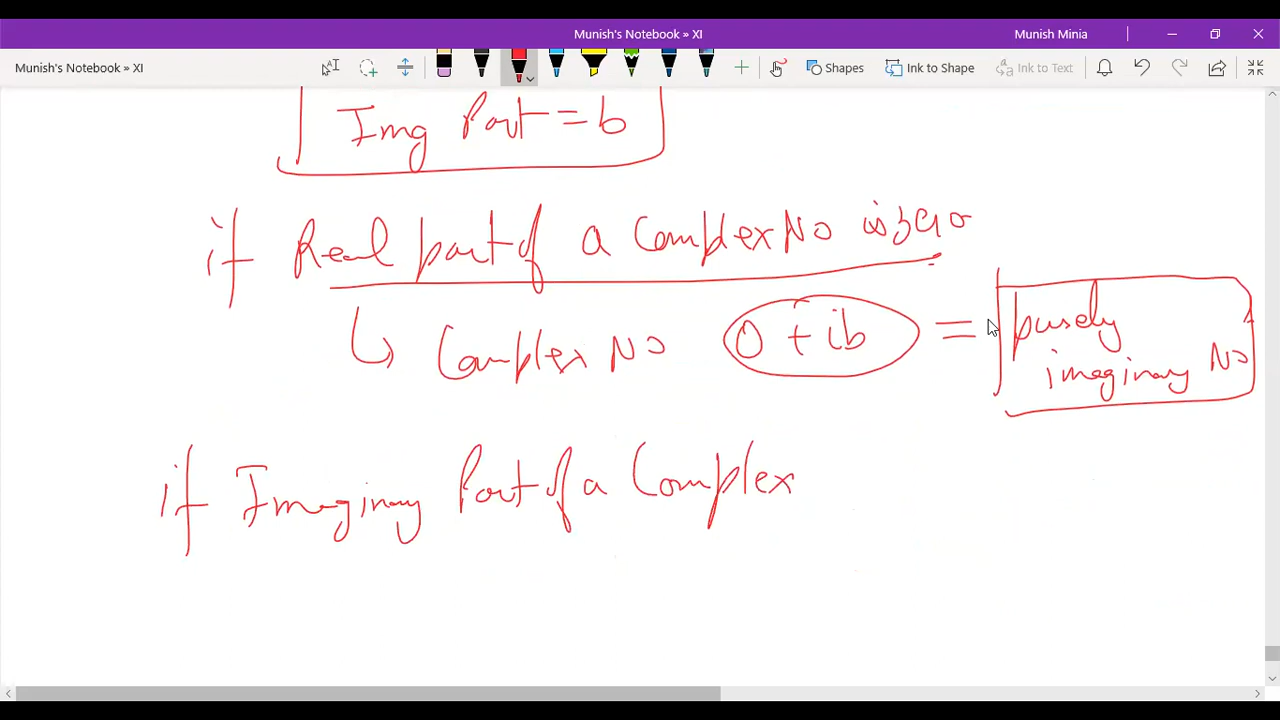 Munish's Notebook » XI
Munish Minia
Munish's Notebook » XI
Shapes
Ink to Shape
Ink to Text
Img Part = b
if Real part of a Complex No is zero
↳ Complex No 0 + ib = purely
imaginary No
if Imaginary Part of a Complex